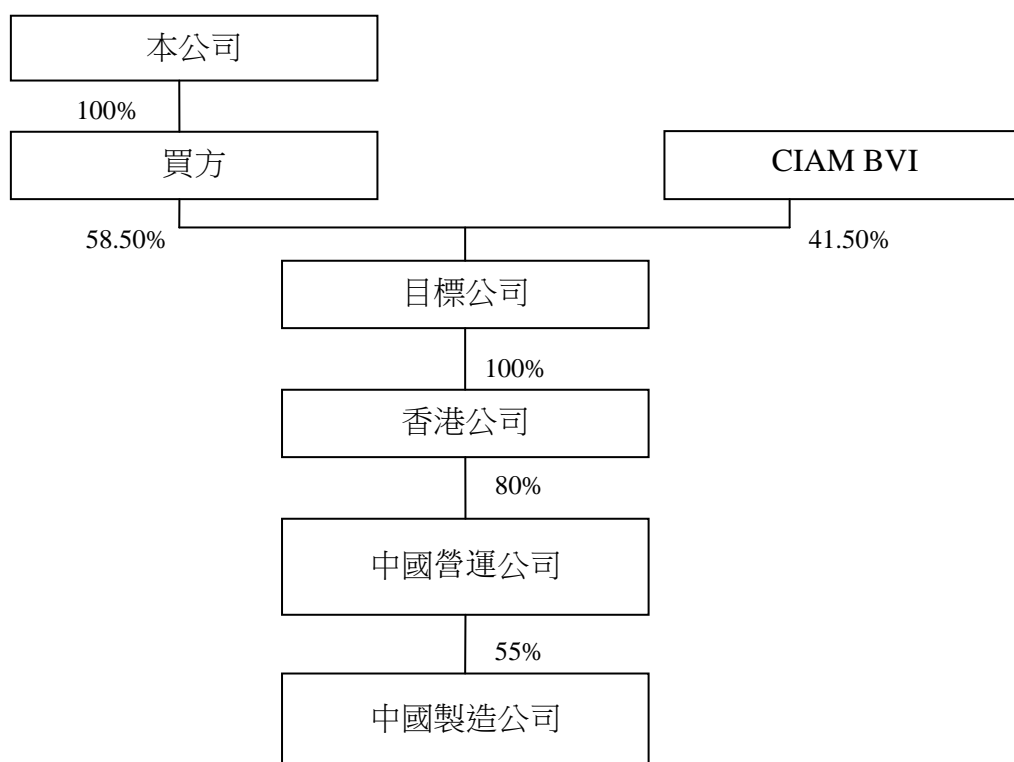 本公司
100%
買方
CIAM BVI
58.50%
41.50%
目標公司
100%
香港公司
80%
中國營運公司
55%
中國製造公司